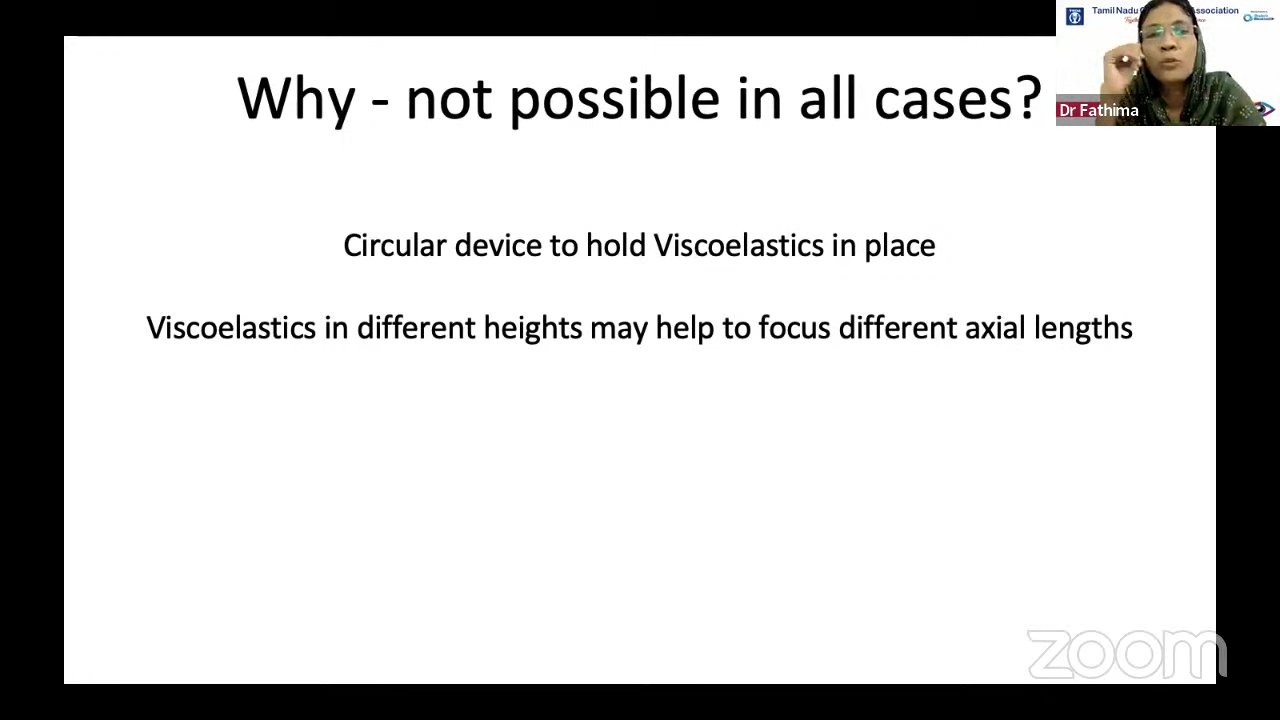 Tamil Nadu
Association
Why - not possible in all cases?
Dr Fathima
Circular device to hold Viscoelastics in place
Viscoelastics in different heights may help to focus different axial lengths
zoom